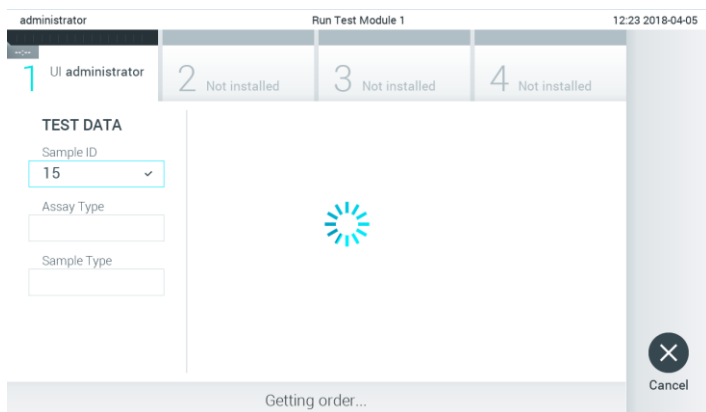 administrator Run Test Module 1 12:23 2018-04-05
--:--
1 UI administrator 2 Not installed 3 Not installed 4 Not installed
TEST DATA
Sample ID
15
Assay Type
Sample Type
Cancel
Getting order...